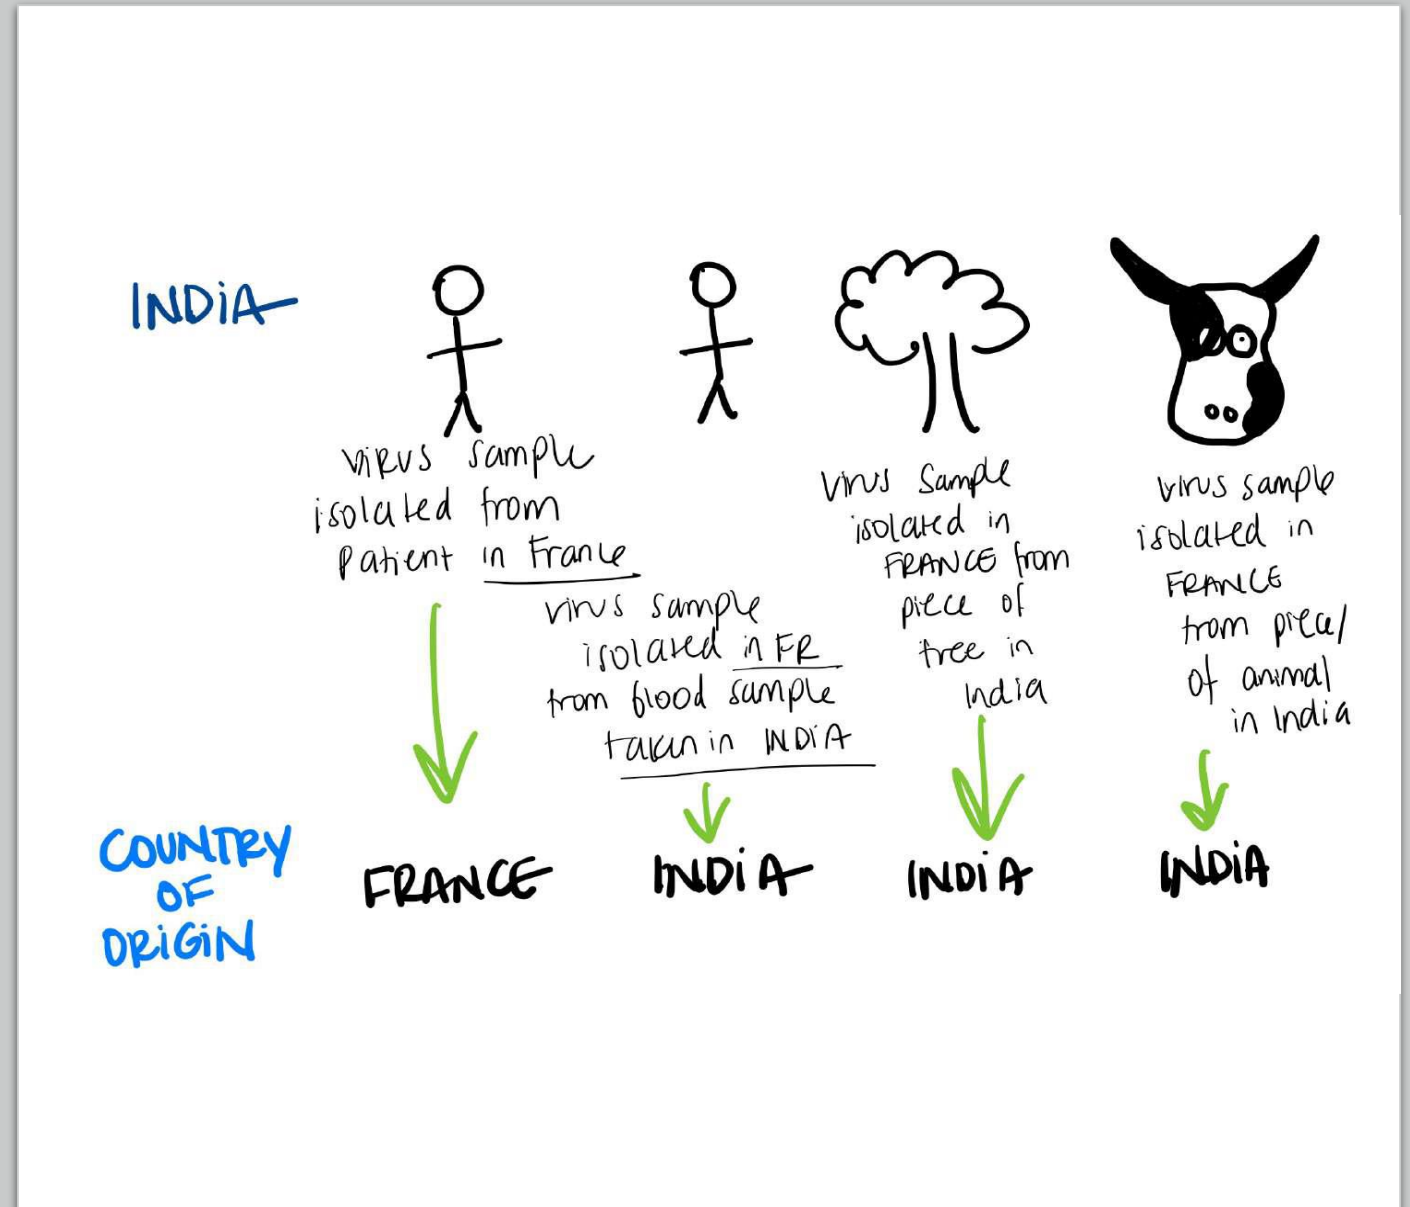 INDIA
VIRUS sample
isolated from
patient in France
virus sample
isolated in FR
from blood sample
taken in INDIA
Virus Sample
isolated in
FRANCE from
piece of
tree in
India
virus sample
isolated in
FRANCE
from piece/
of animal
in India
COUNTRY
OF
ORIGIN
FRANCE
INDIA
INDIA
INDIA